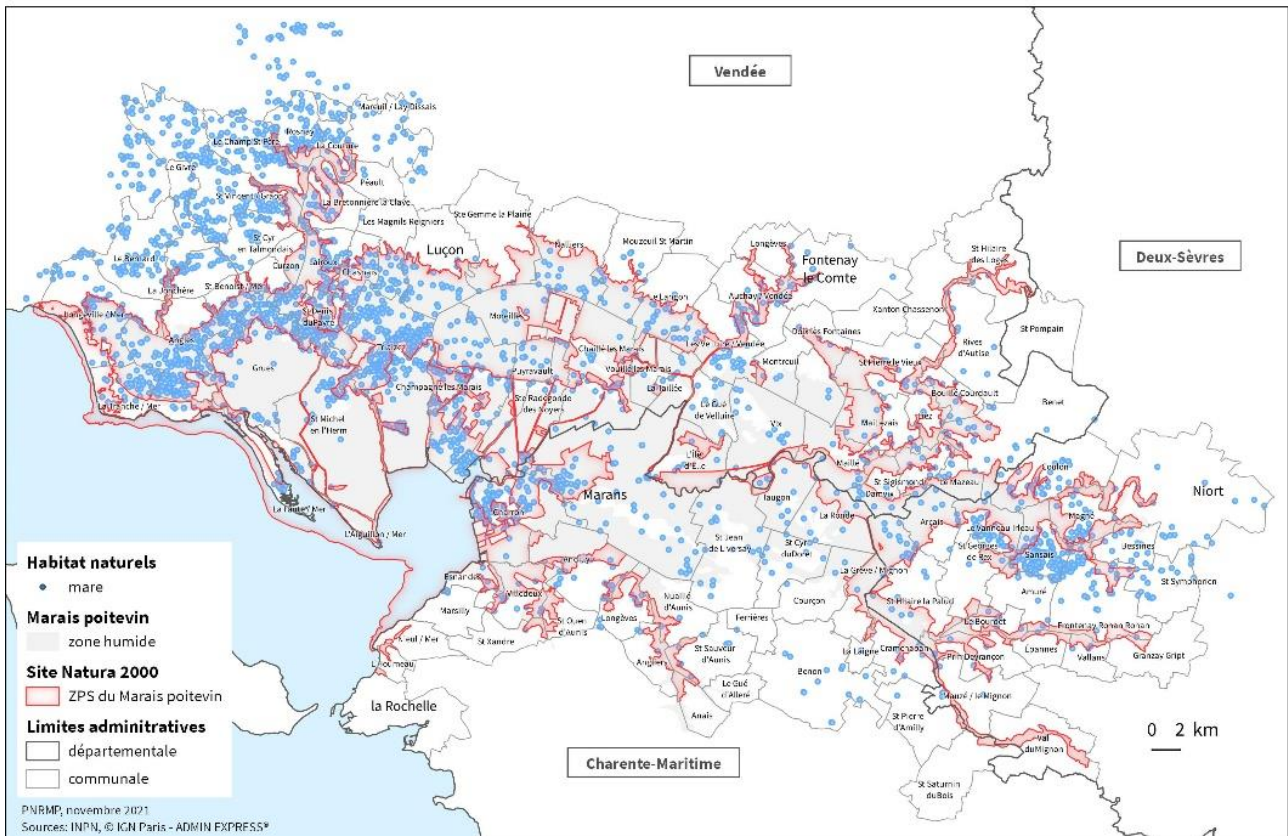 Vendée
Deux-Sèvres
Charente-Maritime
Mareuil / Lay Dissais
Rosnay
Le Champ St Père
La Couture
Le Givre
Péault
St Vincent / Graon
La Bretonnière la Claye
Les Magnils Reigniers
Ste Gemme la Plaine
St Cyr
en Talmondais
Luçon
Nalliers
Mouzeuil St Martin
Longèves
Fontenay
le Comte
St Hilaire
des Loges
Le Bernard
Curzon
Lairoux
Chasnais
La Jonchère
St Benoist / Mer
Le Langon
Auchay / Vendée
Xanton Chassenon
St Pompain
Longeville / Mer
Angles
St Denis
du Payré
Moreilles
Doix lès Fontaines
Rives
d'Autise
Triaize
Chaillé les Marais
Les Velluire / Vendée
St Pierre le Vieux
Grues
Puyravault
Vouillé les Marais
Montreuil
Champagné les Marais
La Taillée
Bouillé Courdault
Benet
La Tranche / Mer
Ste Radegonde
des Noyers
Le Gué
de Velluire
Vix
Maillezais
Liez
St Michel
en l'Herm
L'Île
d'Elle
Maillé
St Sigismond
Le Mazeau
Coulon
Niort
Marans
Taugon
Damvix
La Ronde
Magné
La Faute / Mer
Charron
Arçais
Le Vanneau Irleau
L'Aiguillon / Mer
St Jean
de Liversay
St Cyr
du Doret
St Georges
de Rex
Sansais
Bessines
Andilly
La Grève / Mignon
St Symphorien
Esnandes
Villedoux
Nuaillé
d'Aunis
Courçon
St Hilaire la Palud
Amuré
Marsilly
St Ouen
d'Aunis
Longèves
Ferrières
Le Bourdet
Frontenay Rohan Rohan
Nieul / Mer
St Xandre
St Sauveur
d'Aunis
La Laigne
Cramchaban
Prin Deyrançon
Vallans
Granzay Gript
L'Houmeau
Angliers
Benon
Le Gué
d'Alleré
Mauzé / le Mignon
la Rochelle
Anais
St Pierre
d'Amilly
Val
du Mignon
St Saturnin
du Bois
0 2 km
Habitat naturels
mare
Marais poitevin
zone humide
Site Natura 2000
ZPS du Marais poitevin
Limites adminitratives
départementale
communale
PNRMP, novembre 2021
Sources: INPN, © IGN Paris - ADMIN EXPRESS®